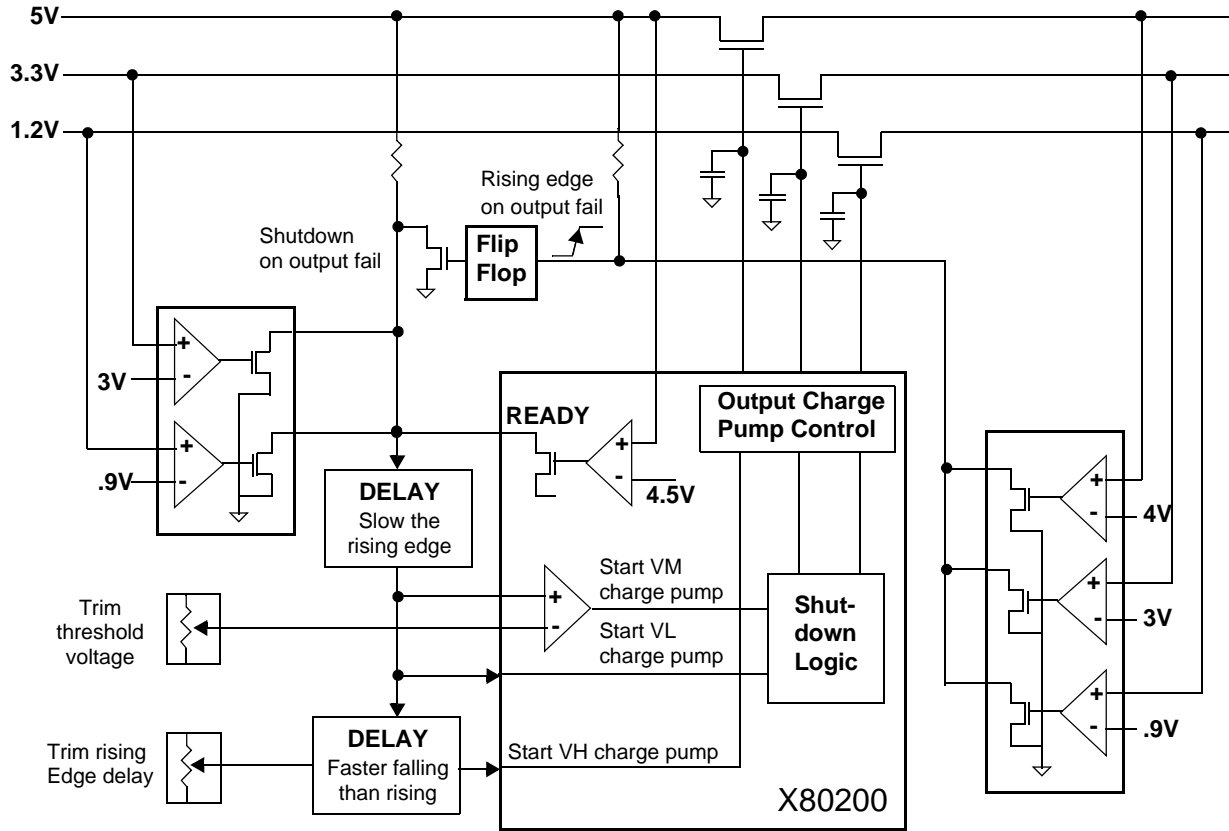 5V
3.3V
1.2V
Rising edge
on output fail
Shutdown
on output fail
Flip
Flop
+
-
3V
+
-
.9V
READY
+
-
4.5V
Output Charge
Pump Control
DELAY
Slow the
rising edge
+
-
4V
+
-
3V
+
-
.9V
Trim
threshold
voltage
+
-
Start VM
charge pump
Start VL
charge pump
Shut-
down
Logic
Trim rising
Edge delay
DELAY
Faster falling
than rising
Start VH charge pump
X80200